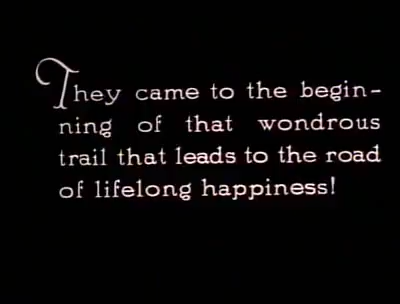 They came to the begin-
ning of that wondrous
trail that leads to the road
of lifelong happiness!